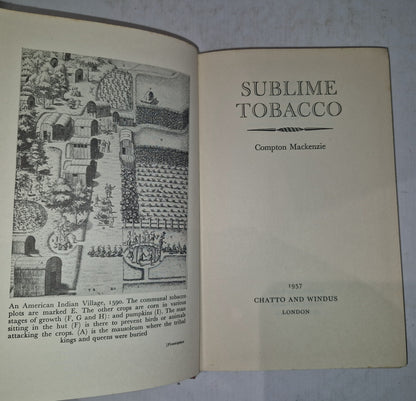 An American Indian Village, 1590. The communal tobacco
plots are marked E. The other crops are corn in various
stages of growth (F, G and H): and pumpkins (I). The man
sitting in the hut (F) is there to prevent birds or animals
attacking the crops. (A) is the mausoleum where the tribal
kings and queens were buried
[Frontispiece
SUBLIME
TOBACCO
Compton Mackenzie
1957
CHATTO AND WINDUS
LONDON